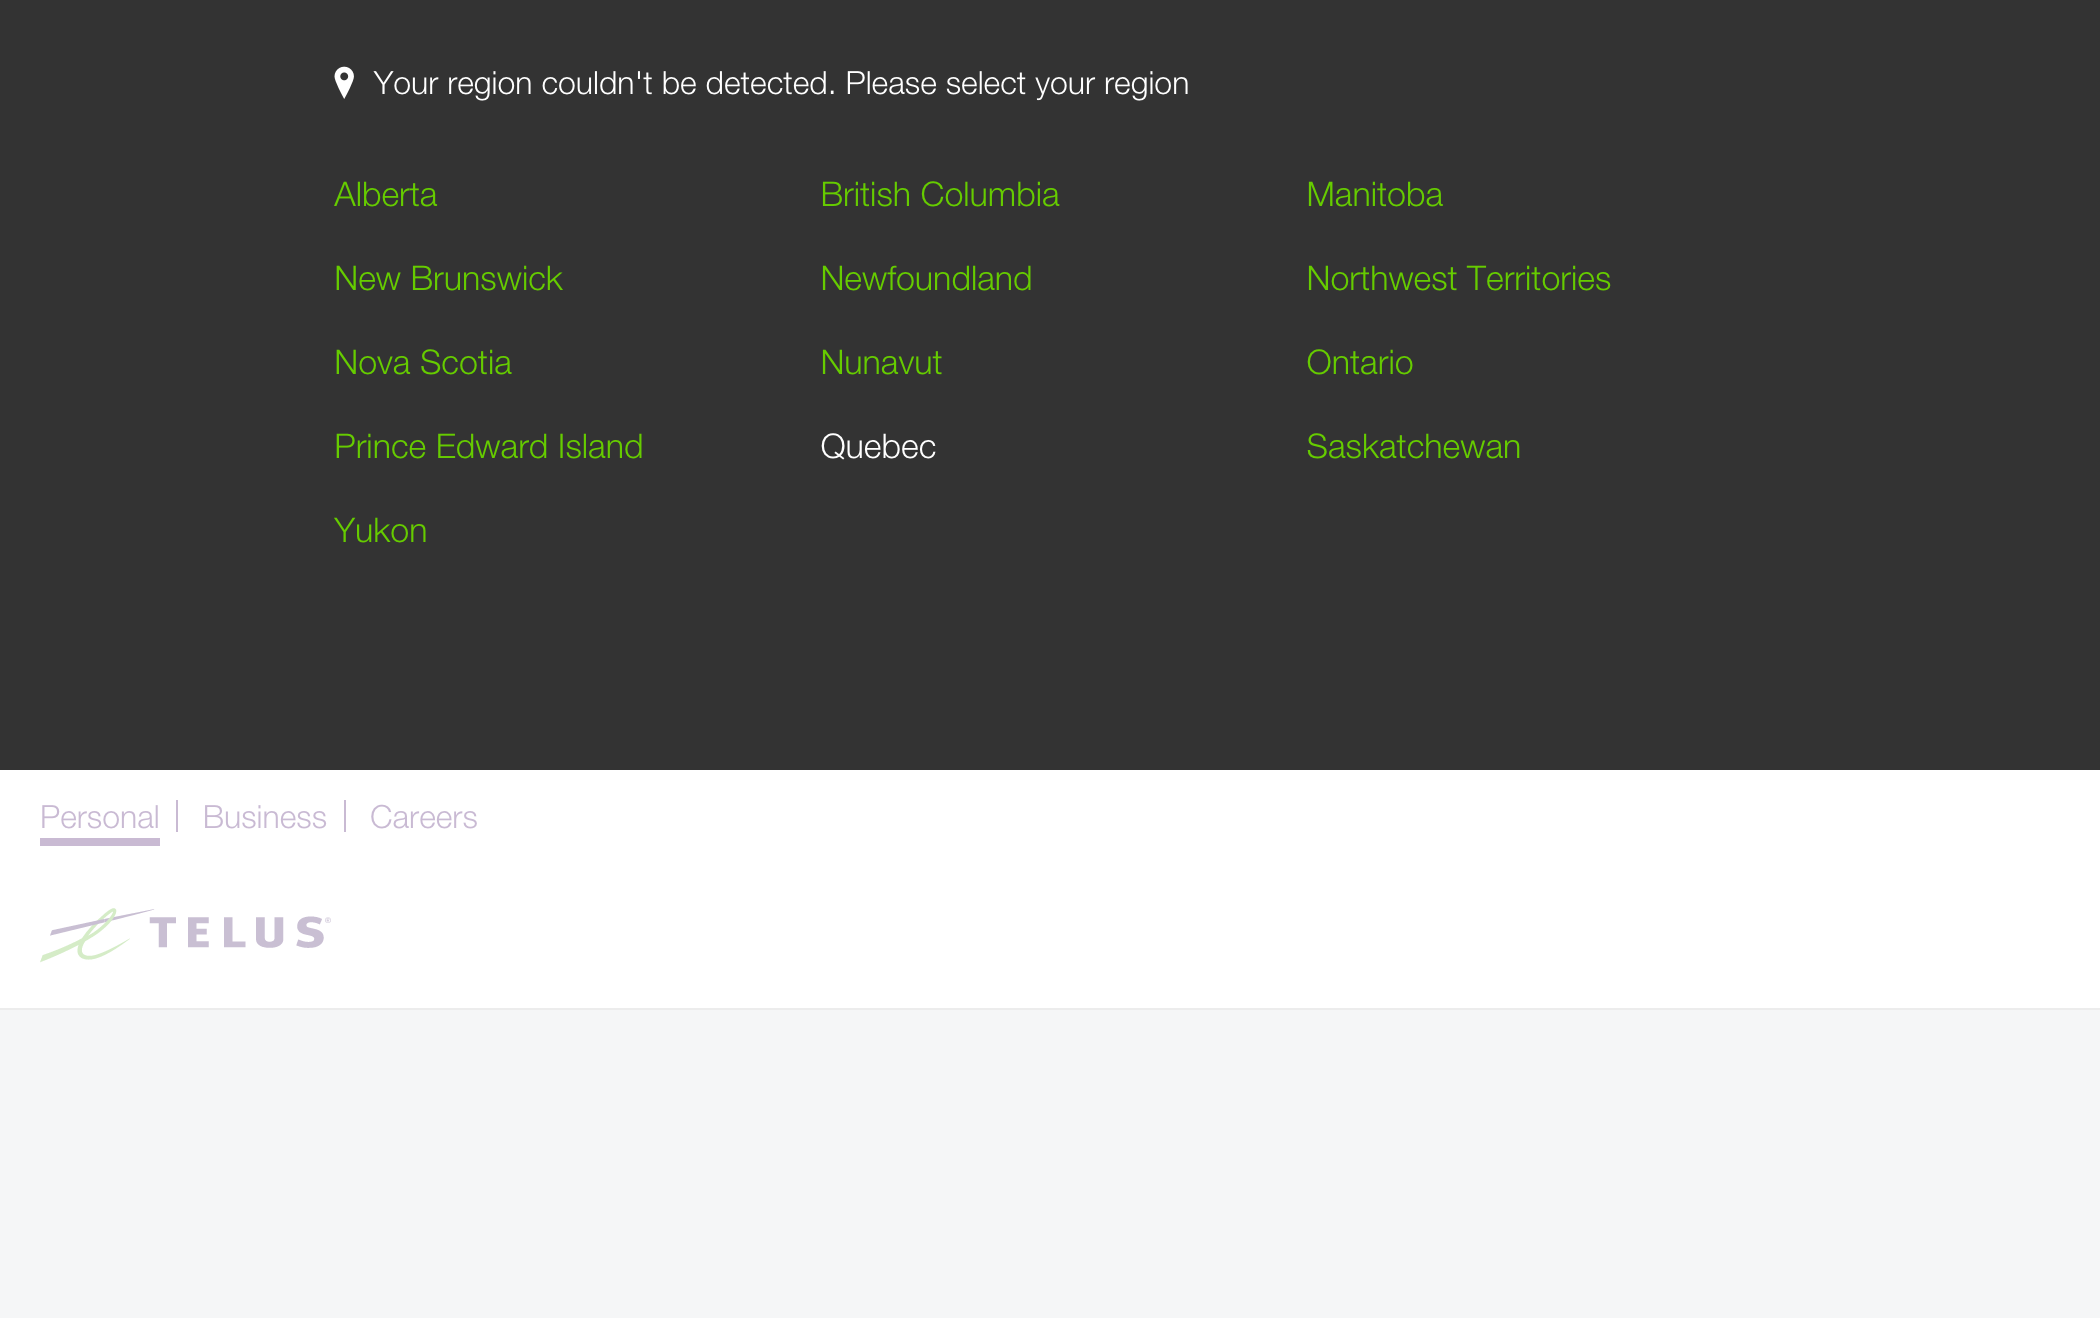 Your region couldn't be detected. Please select your region
Alberta
British Columbia
Manitoba
New Brunswick
Newfoundland
Northwest Territories
Nova Scotia
Nunavut
Ontario
Prince Edward Island
Quebec
Saskatchewan
Yukon
Personal | Business | Careers
TELUS®